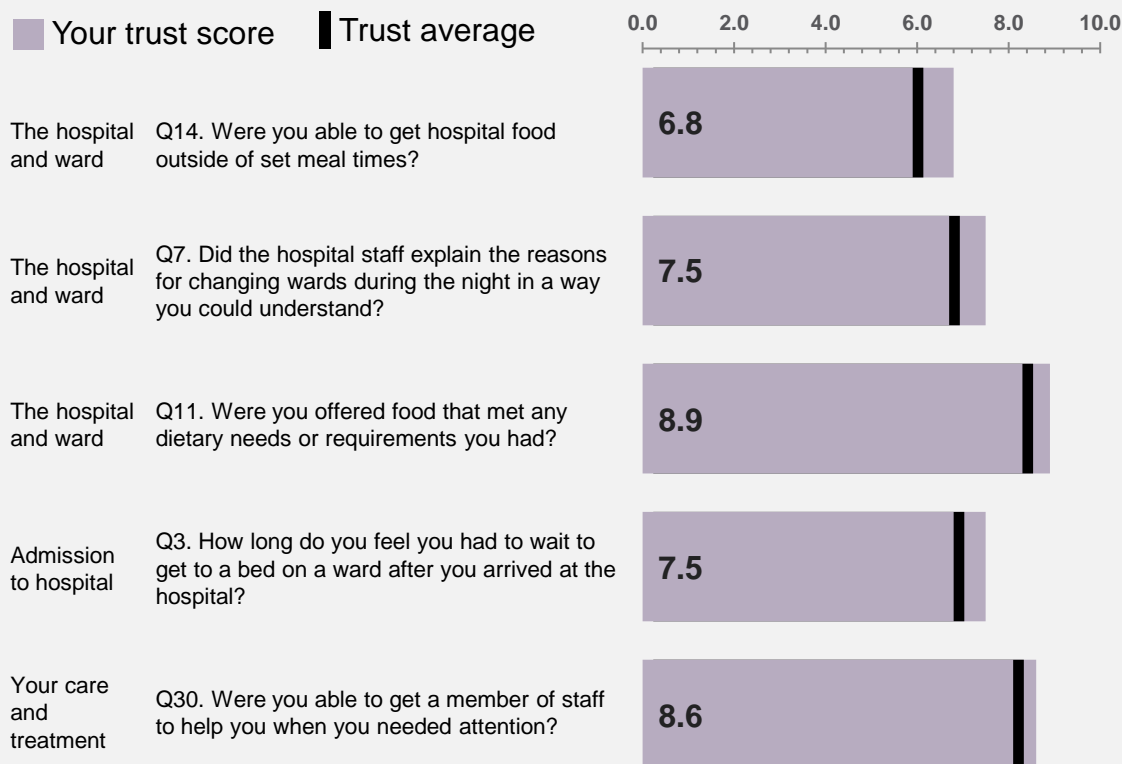 Your trust score
Trust average
0.0 2.0 4.0 6.0 8.0 10.0
The hospital
and ward
Q14. Were you able to get hospital food
outside of set meal times?
6.8
The hospital
and ward
Q7. Did the hospital staff explain the reasons
for changing wards during the night in a way
you could understand?
7.5
The hospital
and ward
Q11. Were you offered food that met any
dietary needs or requirements you had?
8.9
Admission
to hospital
Q3. How long do you feel you had to wait to
get to a bed on a ward after you arrived at the
hospital?
7.5
Your care
and
treatment
Q30. Were you able to get a member of staff
to help you when you needed attention?
8.6